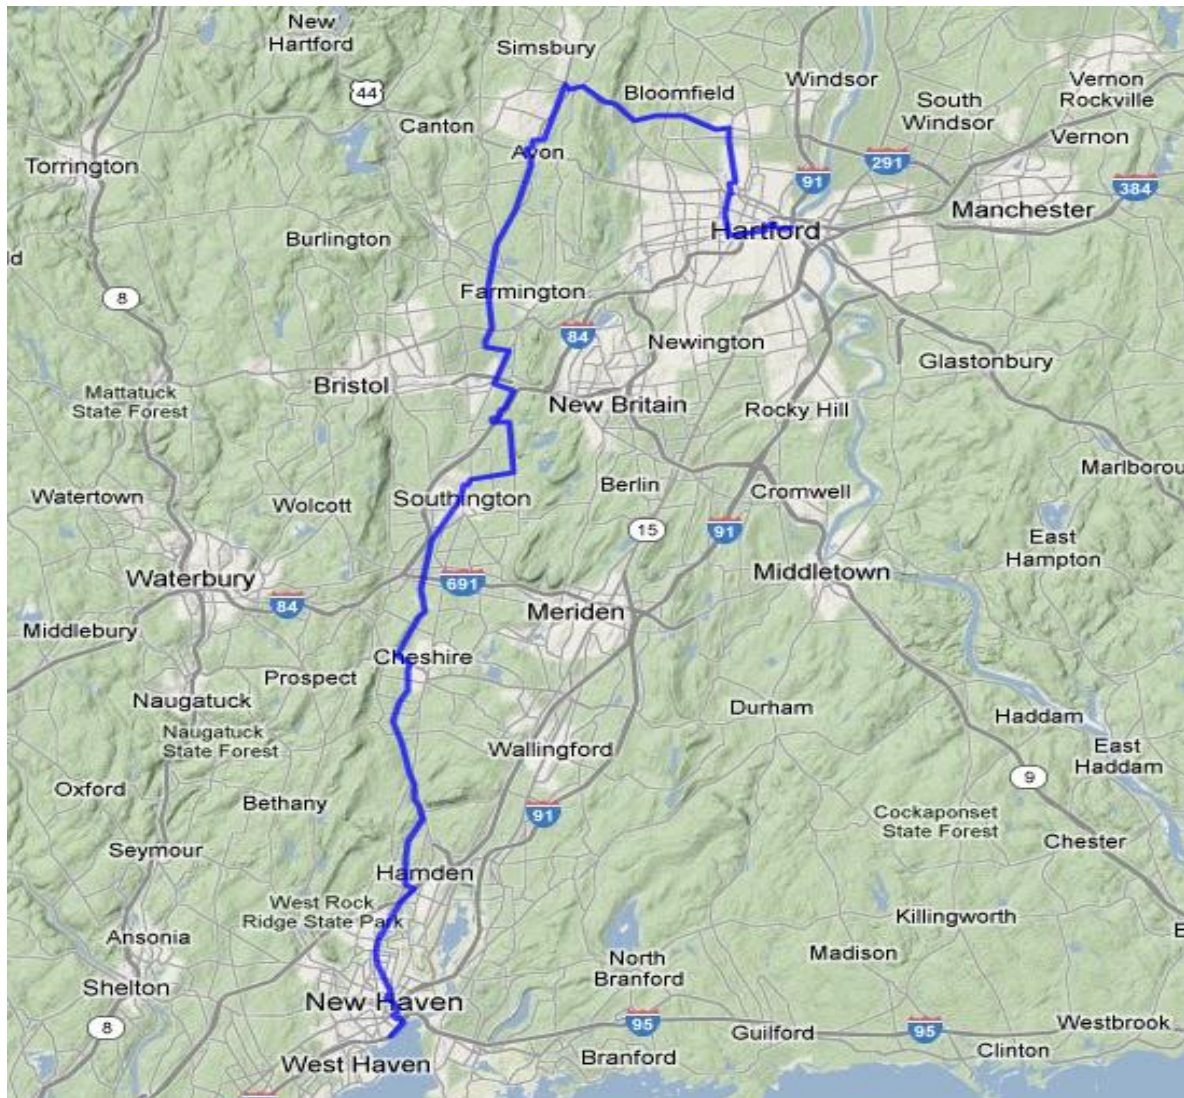 New
Hartford
Simsbury
44
Bloomfield
Windsor
Vernon
Rockville
South
Windsor
Canton
Vernon
Avon
Torrington
291
91
384
Manchester
Hartford
Burlington
ld
8
Farmington
84
Newington
Glastonbury
Bristol
Mattatuck
State Forest
New Britain
Rocky Hill
Marlborou
Berlin
Cromwell
Watertown
Wolcott
Southington
15
91
East
Hampton
Waterbury
691
Middletown
84
Meriden
Middlebury
Cheshire
Prospect
Naugatuck
Durham
Haddam
Naugatuck
State Forest
Wallingford
East
Haddam
9
Oxford
Bethany
91
Cockaponset
State Forest
Chester
Seymour
Hamden
West Rock
Ridge State Park
Killingworth
E
Ansonia
Madison
North
Branford
Shelton
New Haven
8
95
Guilford
95
Westbrook
West Haven
Branford
Clinton